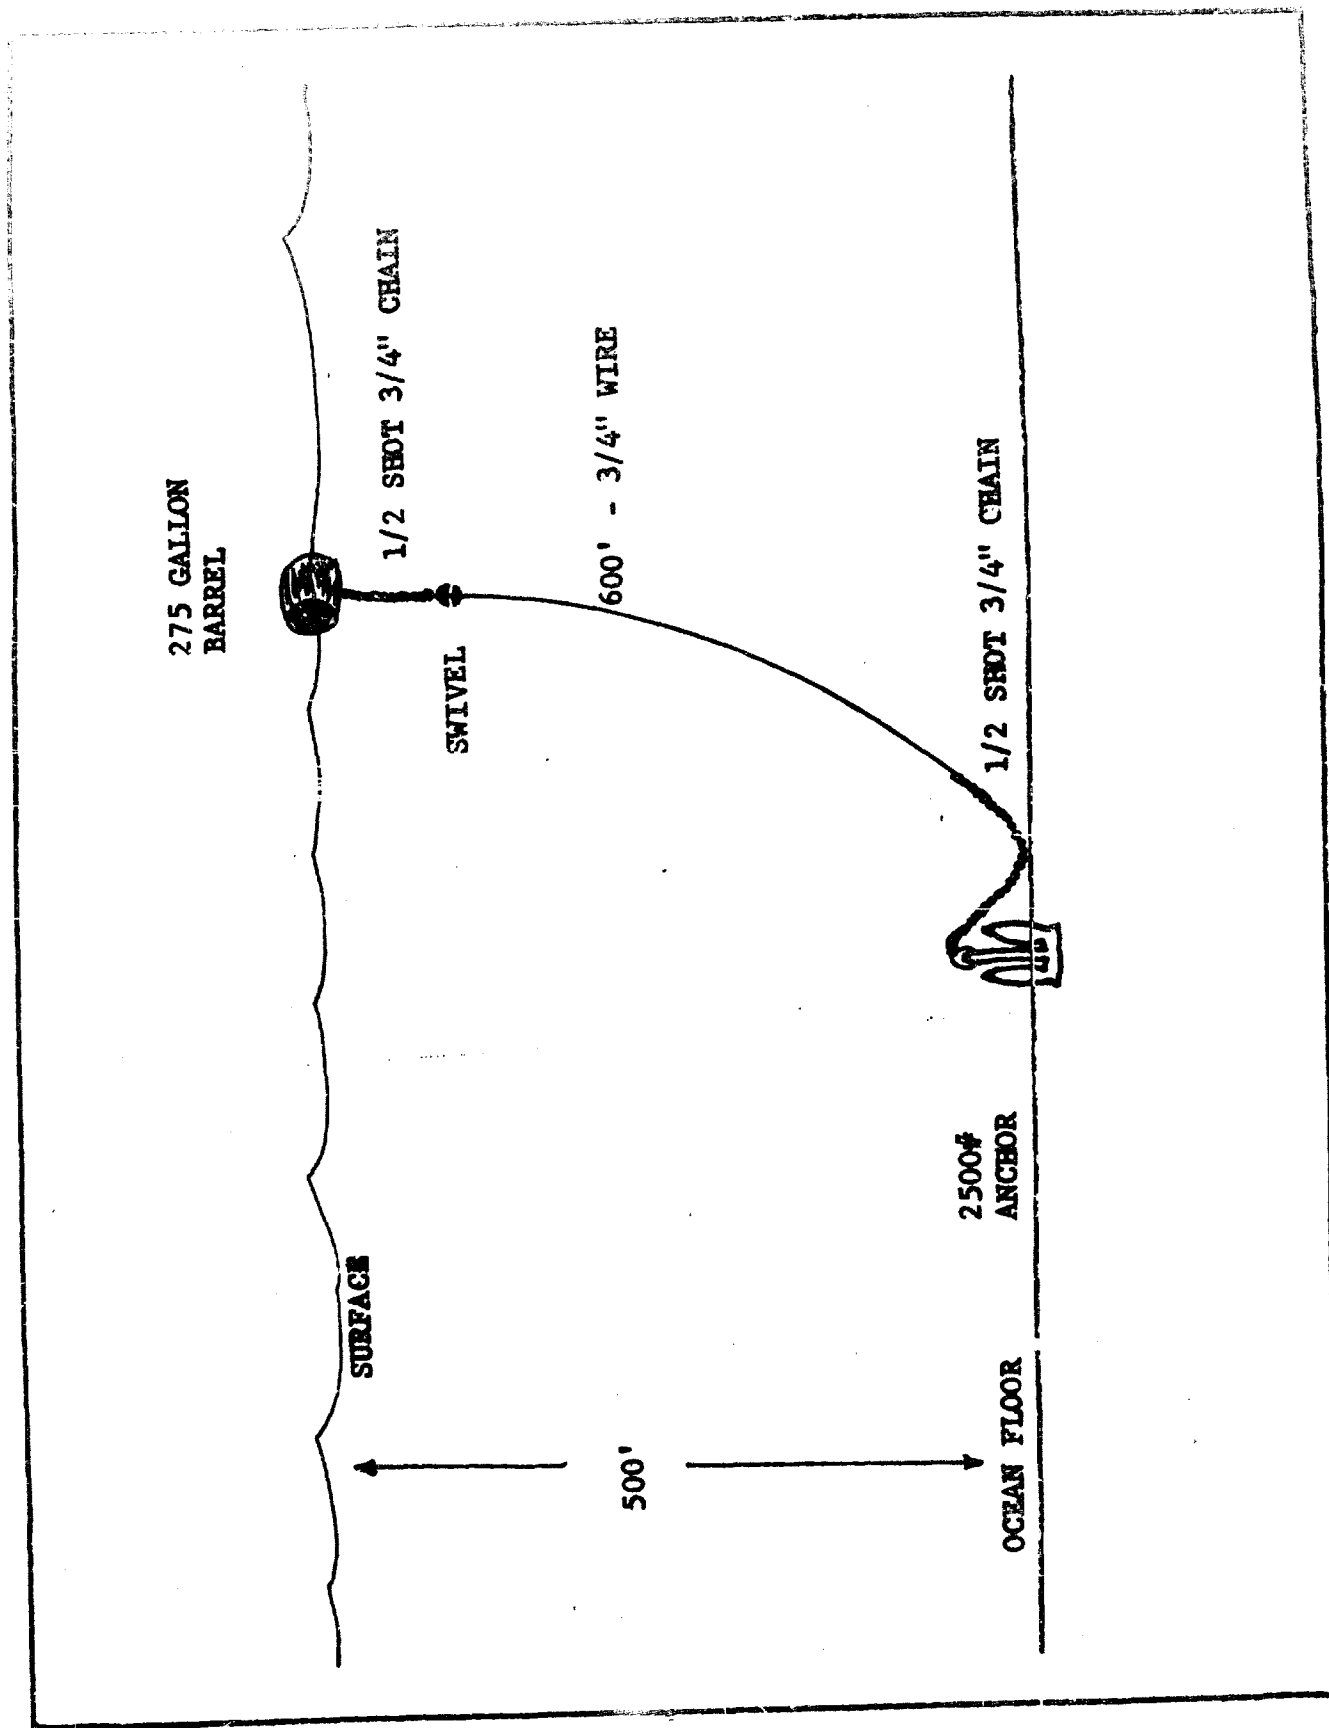 275 GALLON
BARREL
1/2 SHOT 3/4" CHAIN
SWIVEL
600' - 3/4" WIRE
SURFACE
500'
1/2 SHOT 3/4" CHAIN
2500#
ANCHOR
OCEAN FLOOR